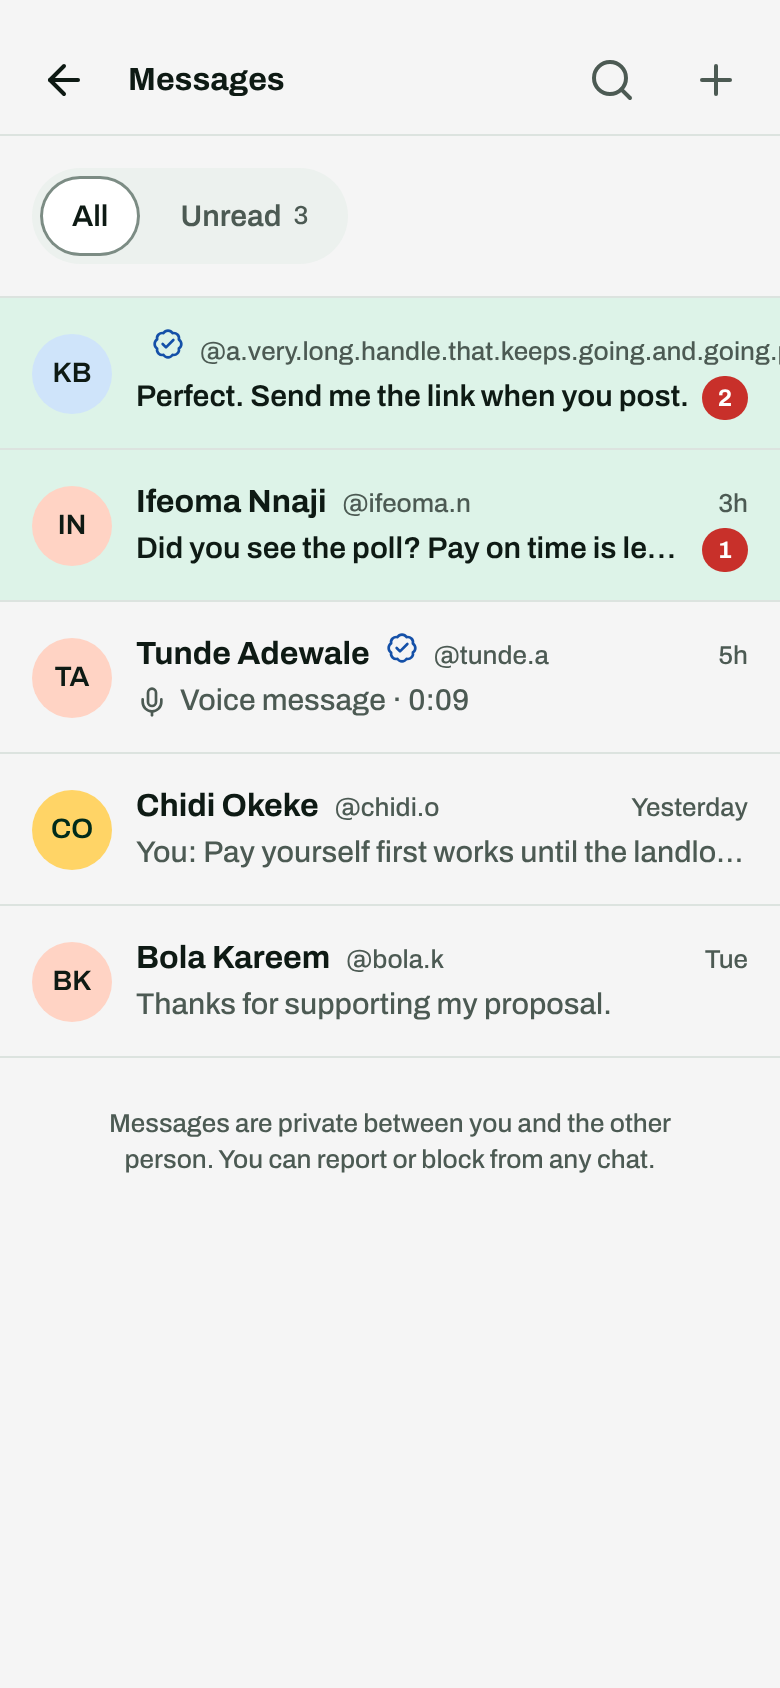 Messages
All
Unread 3
KB
@a.very.long.handle.that.keeps.going.and.going.
Perfect. Send me the link when you post.
2
IN
Ifeoma Nnaji @ifeoma.n 3h
Did you see the poll? Pay on time is le…
1
TA
Tunde Adewale @tunde.a 5h
Voice message · 0:09
CO
Chidi Okeke @chidi.o Yesterday
You: Pay yourself first works until the landlo…
BK
Bola Kareem @bola.k Tue
Thanks for supporting my proposal.
Messages are private between you and the other
person. You can report or block from any chat.